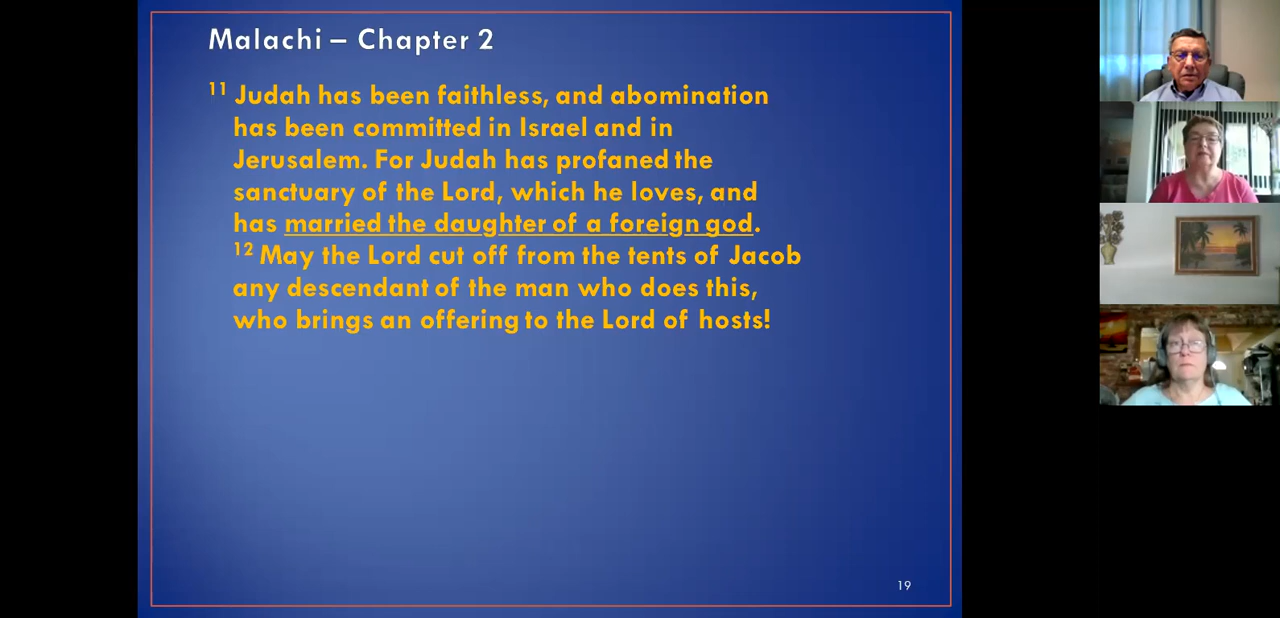 Malachi – Chapter 2
11 Judah has been faithless, and abomination
has been committed in Israel and in
Jerusalem. For Judah has profaned the
sanctuary of the Lord, which he loves, and
has married the daughter of a foreign god.
12 May the Lord cut off from the tents of Jacob
any descendant of the man who does this,
who brings an offering to the Lord of hosts!
19